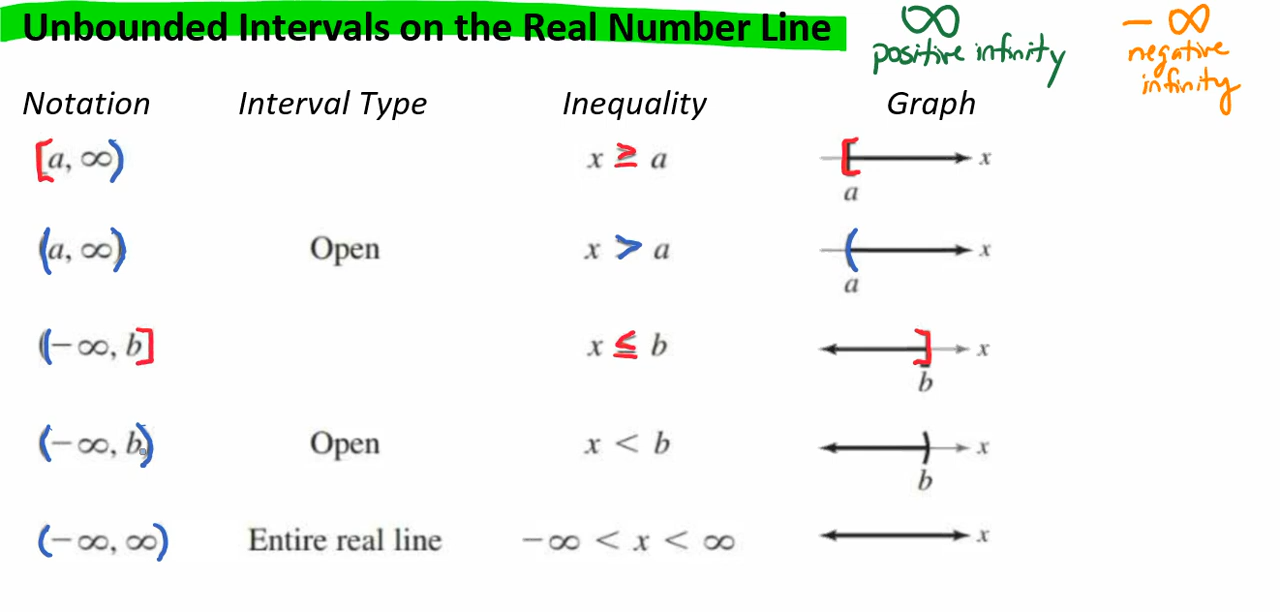 Unbounded Intervals on the Real Number Line
∞
positive infinity
- ∞
negative
infinity
Notation Interval Type Inequality Graph
[a, ∞) x ≥ a x
a
(a, ∞) Open x > a x
a
(-∞, b] x ≤ b x
b
(-∞, b) Open x < b x
b
(-∞, ∞) Entire real line -∞ < x < ∞ x